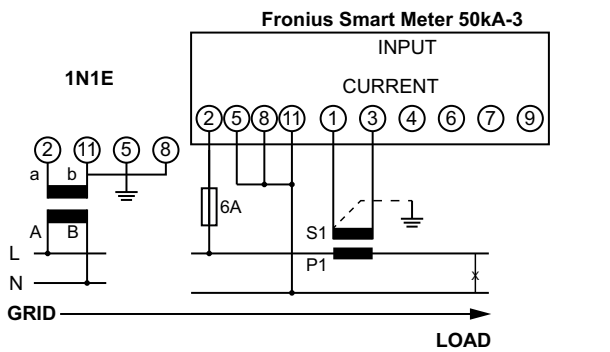 Fronius Smart Meter 50kA-3
INPUT
CURRENT
1N1E
2 5 8 11 1 3 4 6 7 9
2 11 5 8
a b
6A
A B
S1
P1
L
N
x
GRID
LOAD